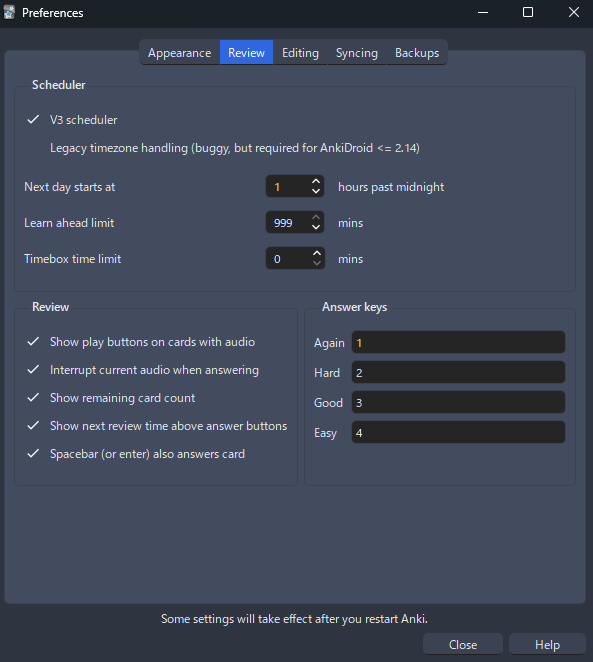 Preferences
Appearance Review Editing Syncing Backups
Scheduler
V3 scheduler
Legacy timezone handling (buggy, but required for AnkiDroid <= 2.14)
Next day starts at 1 hours past midnight
Learn ahead limit 999 mins
Timebox time limit 0 mins
Review
Show play buttons on cards with audio
Interrupt current audio when answering
Show remaining card count
Show next review time above answer buttons
Spacebar (or enter) also answers card
Answer keys
Again 1
Hard 2
Good 3
Easy 4
Some settings will take effect after you restart Anki.
Close Help